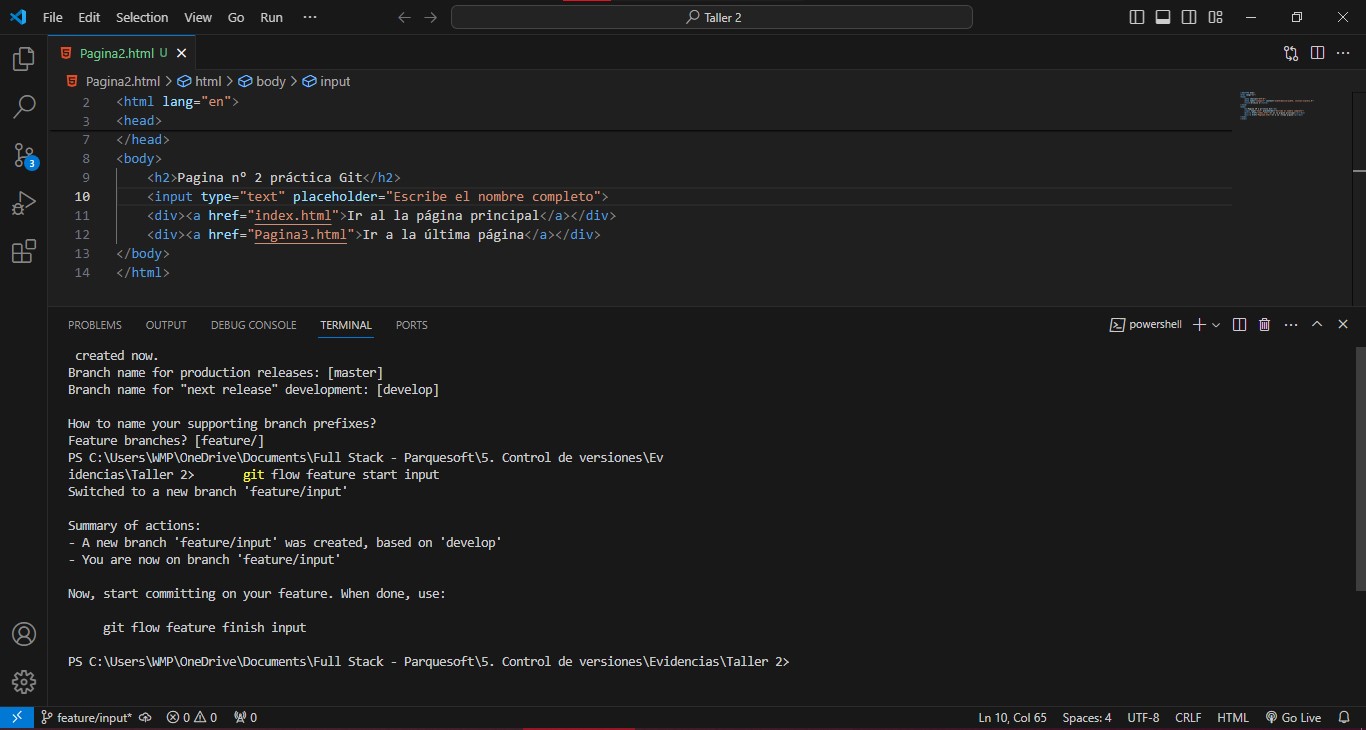 File Edit Selection View Go Run ··· Taller 2
Pagina2.html U
Pagina2.html > html > body > input
2 <html lang="en">
3 <head>
7 </head>
8 <body>
9 <h2>Pagina nº 2 práctica Git</h2>
10 <input type="text" placeholder="Escribe el nombre completo">
11 <div><a href="index.html">Ir al la página principal</a></div>
12 <div><a href="Pagina3.html">Ir a la última página</a></div>
13 </body>
14 </html>
3
PROBLEMS OUTPUT DEBUG CONSOLE TERMINAL PORTS powershell
created now.
Branch name for production releases: [master]
Branch name for "next release" development: [develop]
How to name your supporting branch prefixes?
Feature branches? [feature/]
PS C:\Users\WMP\OneDrive\Documents\Full Stack - Parquesoft\5. Control de versiones\Ev
idencias\Taller 2> git flow feature start input
Switched to a new branch 'feature/input'
Summary of actions:
- A new branch 'feature/input' was created, based on 'develop'
- You are now on branch 'feature/input'
Now, start committing on your feature. When done, use:
git flow feature finish input
PS C:\Users\WMP\OneDrive\Documents\Full Stack - Parquesoft\5. Control de versiones\Evidencias\Taller 2>
feature/input* 0 0 0 Ln 10, Col 65 Spaces: 4 UTF-8 CRLF HTML Go Live